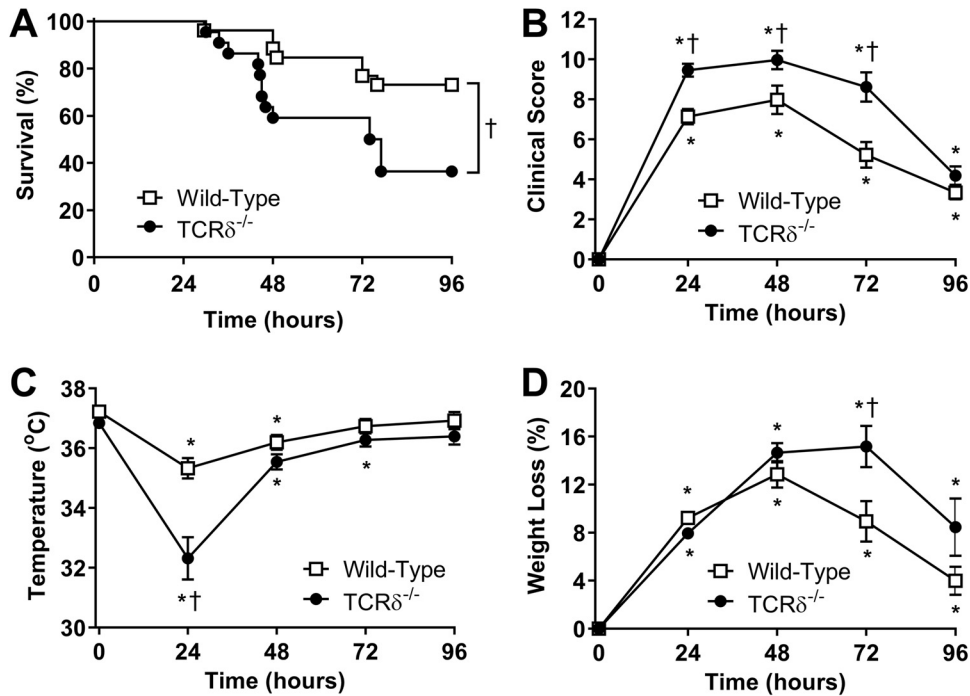 A
Survival (%)
100
80
60
40
20
0
†
Wild-Type
TCRδ-/-
0 24 48 72 96
Time (hours)
B
Clinical Score
12
10
8
6
4
2
0
*† *† *†
*
* * * *
Wild-Type
TCRδ-/-
0 24 48 72 96
Time (hours)
C
Temperature (oC)
38
36
34
32
30
* *
* *
*†
Wild-Type
TCRδ-/-
0 24 48 72 96
Time (hours)
D
Weight Loss (%)
20
16
12
8
4
0
*†
* * *
* * * *
Wild-Type
TCRδ-/-
0 24 48 72 96
Time (hours)